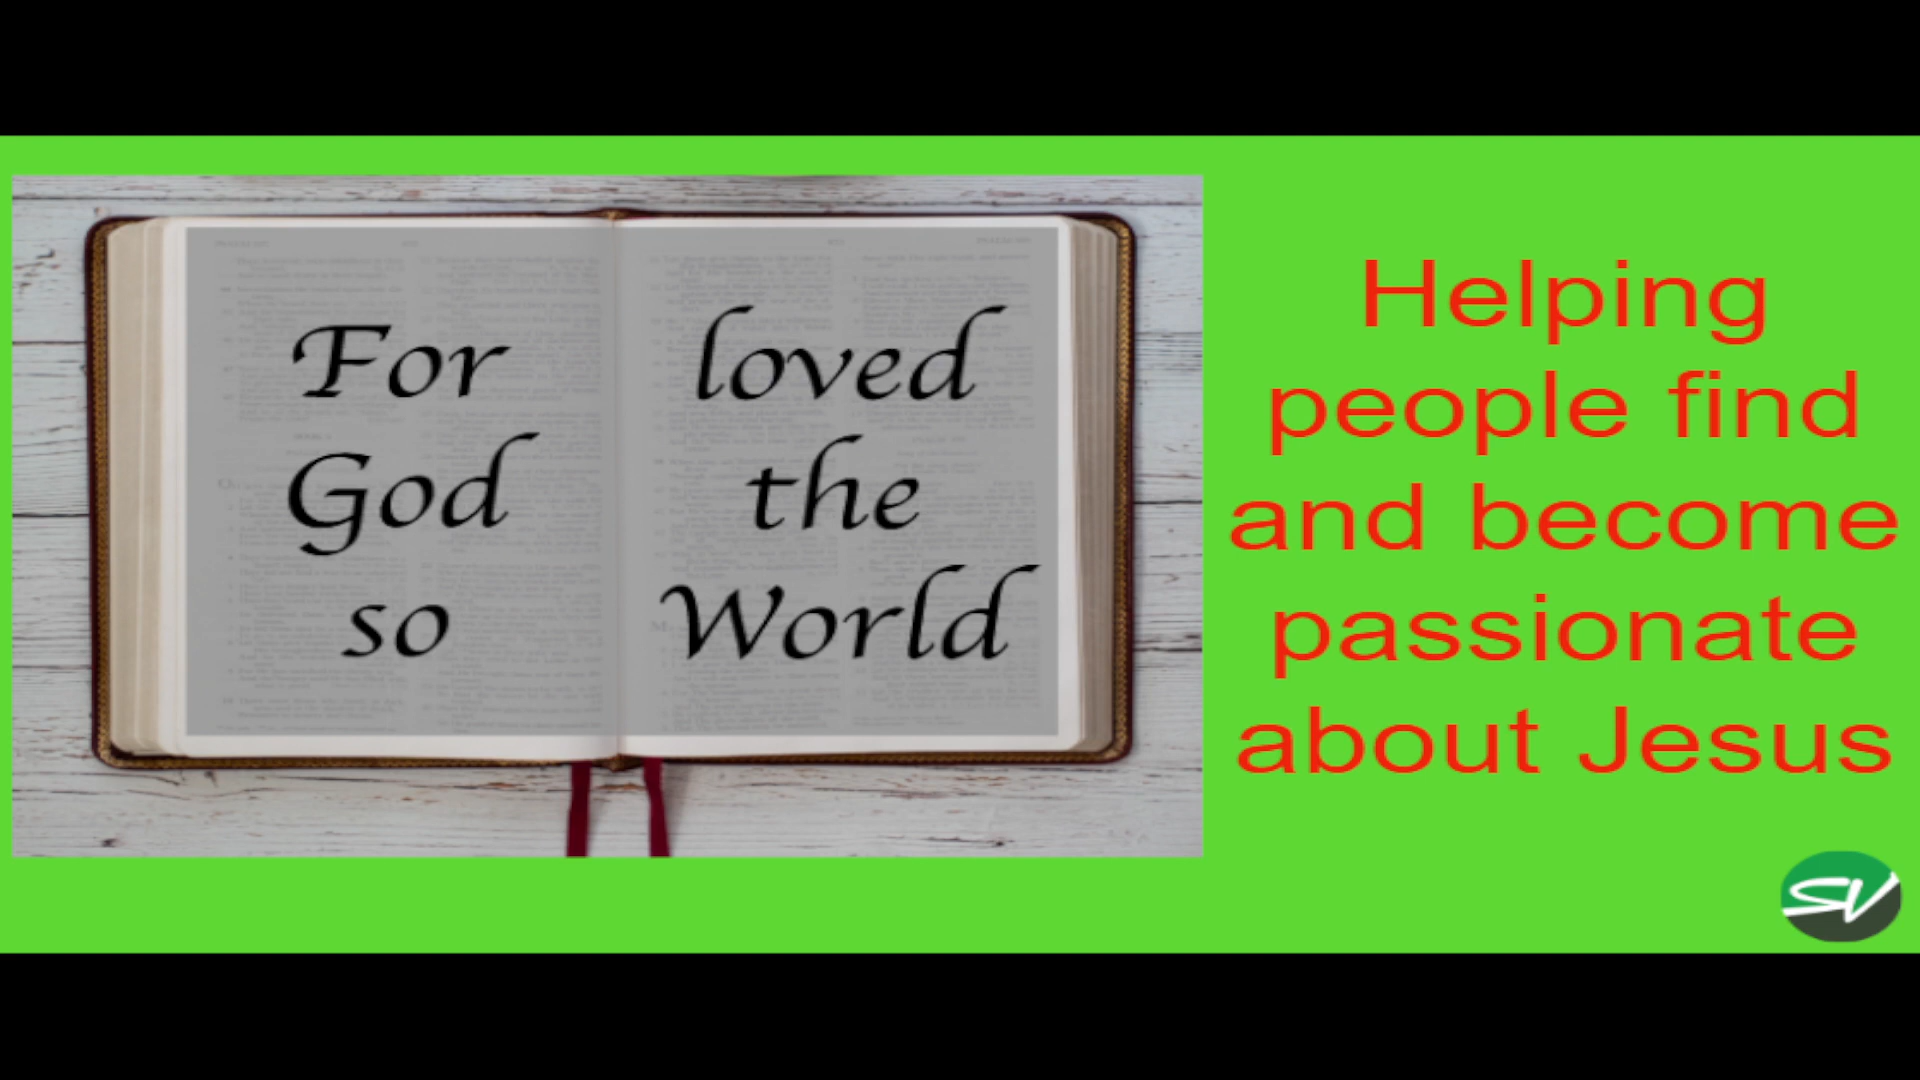 For
God
so
loved
the
World
Helping
people find
and become
passionate
about Jesus
SV